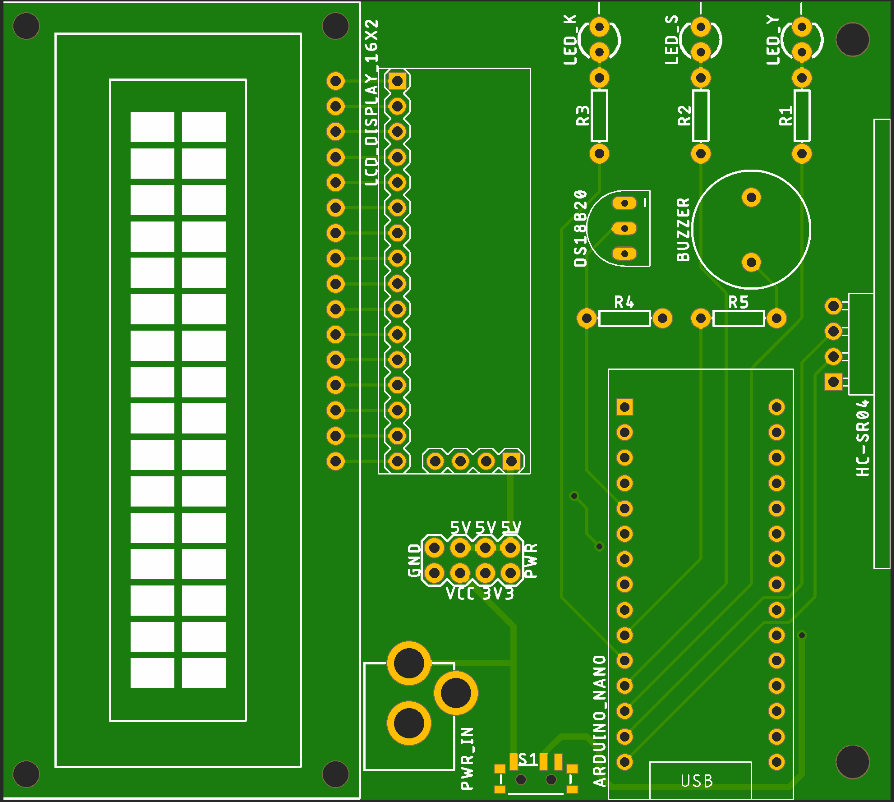 LCD_DISPLAY_16X2
LED_K
LED_S
LED_Y
R3
R2
R1
DS18B20
BUZZER
R4
R5
HC-SR04
5V 5V 5V
GND
PWR
VCC 3V3
PWR_IN
S1
ARDUINO_NANO
USB